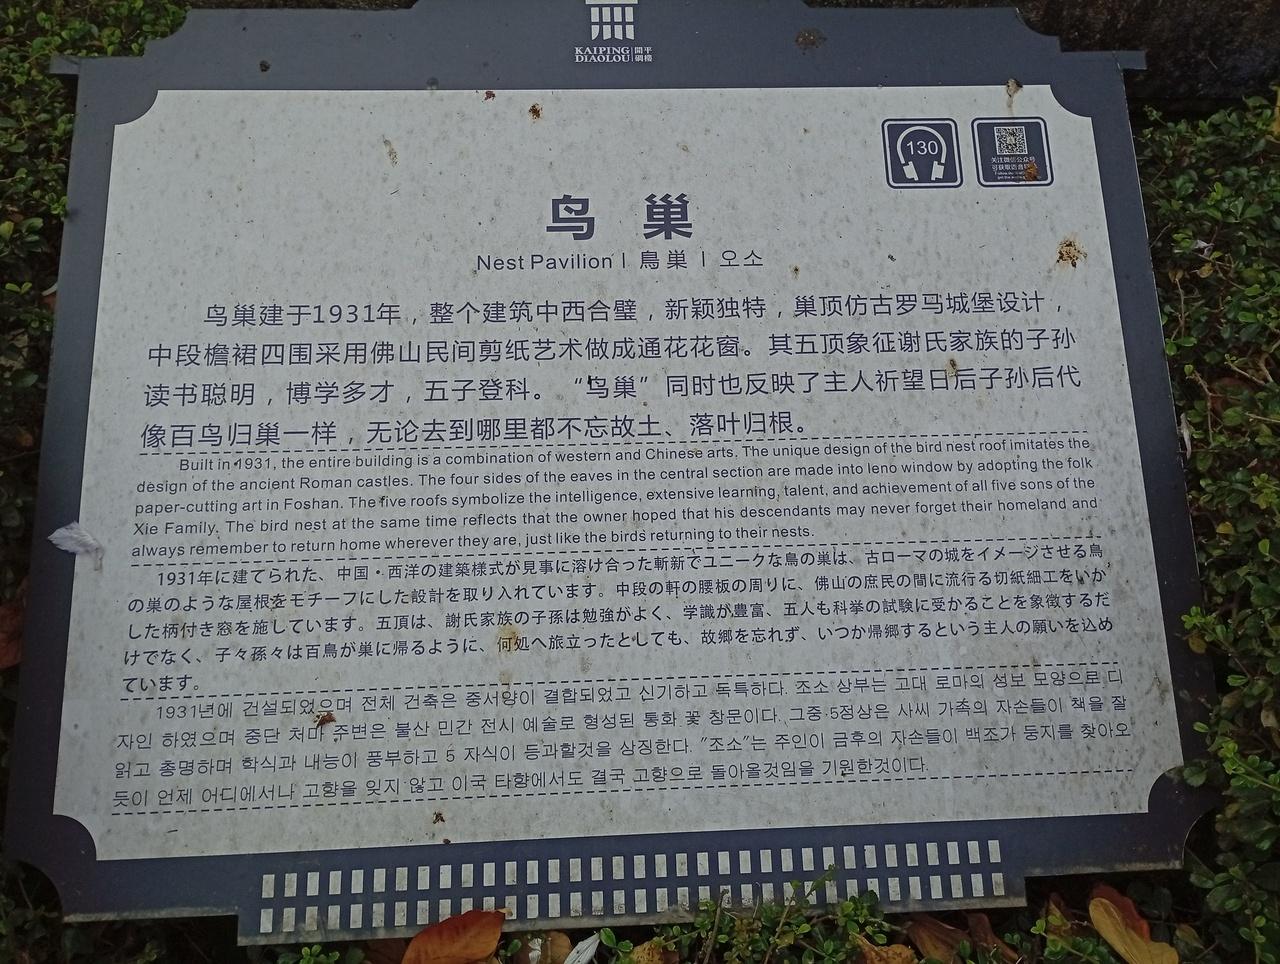 KAIPING 開平
DIAOLOU 碉樓
130
关注微信公众号
鸟 巢
Nest Pavilion | 鳥巢 | 오소
鸟巢建于1931年，整个建筑中西合璧，新颖独特，巢顶仿古罗马城堡设计，
中段檐裙四围采用佛山民间剪纸艺术做成通花花窗。其五顶象征谢氏家族的子孙
读书聪明，博学多才，五子登科。“鸟巢”同时也反映了主人祈望日后子孙后代
像百鸟归巢一样，无论去到哪里都不忘故土、落叶归根。
Built in 1931, the entire building is a combination of western and Chinese arts. The unique design of the bird nest roof imitates the
design of the ancient Roman castles. The four sides of the eaves in the central section are made into leno window by adopting the folk
paper-cutting art in Foshan. The five roofs symbolize the intelligence, extensive learning, talent, and achievement of all five sons of the
Xie Family. The bird nest at the same time reflects that the owner hoped that his descendants may never forget their homeland and
always remember to return home wherever they are, just like the birds returning to their nests.
1931年に建てられた、中国・西洋の建築様式が見事に溶け合った斬新でユニークな鳥の巣は、古ローマの城をイメージさせる鳥
の巣のような屋根をモチーフにした設計を取り入れています。中段の軒の腰板の周りに、佛山の庶民の間に流行る切紙細工をいか
した柄付き窓を施しています。五頂は、謝氏家族の子孫は勉強がよく、学識が豊富、五人も科挙の試験に受かることを象徴するだ
けでなく、子々孫々は百鳥が巣に帰るように、何処へ旅立ったとしても、故郷を忘れず、いつか帰郷するという主人の願いを込め
ています。
1931년에 건설되었으며 전체 건축은 중서양이 결합되었고 신기하고 독특하다. 조소 상부는 고대 로마의 성보 모양으로 디
자인 하였으며 중단 처마 주변은 불산 민간 전시 예술로 형성된 통화 꽃 창문이다. 그중 5정상은 사씨 가족의 자손들이 책을 잘
읽고 총명하며 학식과 내능이 풍부하고 5 자식이 등과할것을 상징한다. "조소"는 주인이 금후의 자손들이 백조가 둥지를 찾아오
듯이 언제 어디에서나 고향을 잊지 않고 이국 타향에서도 결국 고향으로 돌아올것임을 기원한것이다.